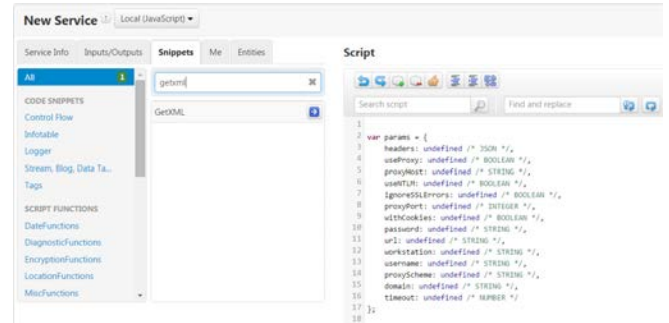 New Service Local (JavaScript)
Service Info Inputs/Outputs Snippets Me Entities
All 1
getxml
CODE SNIPPETS
Control Flow
Infotable
Logger
Stream, Blog, Data Ta...
Tags
SCRIPT FUNCTIONS
DateFunctions
DiagnosticFunctions
EncryptionFunctions
LocationFunctions
MiscFunctions
GetXML
Script
Search script Find and replace
1
2 var params = {
3 headers: undefined /* JSON */,
4 useProxy: undefined /* BOOLEAN */,
5 proxyHost: undefined /* STRING */,
6 useNTLM: undefined /* BOOLEAN */,
7 ignoreSSLErrors: undefined /* BOOLEAN */,
8 proxyPort: undefined /* INTEGER */,
9 withCookies: undefined /* BOOLEAN */,
10 password: undefined /* STRING */,
11 url: undefined /* STRING */,
12 workstation: undefined /* STRING */,
13 username: undefined /* STRING */,
14 proxyScheme: undefined /* STRING */,
15 domain: undefined /* STRING */,
16 timeout: undefined /* NUMBER */
17 };
18